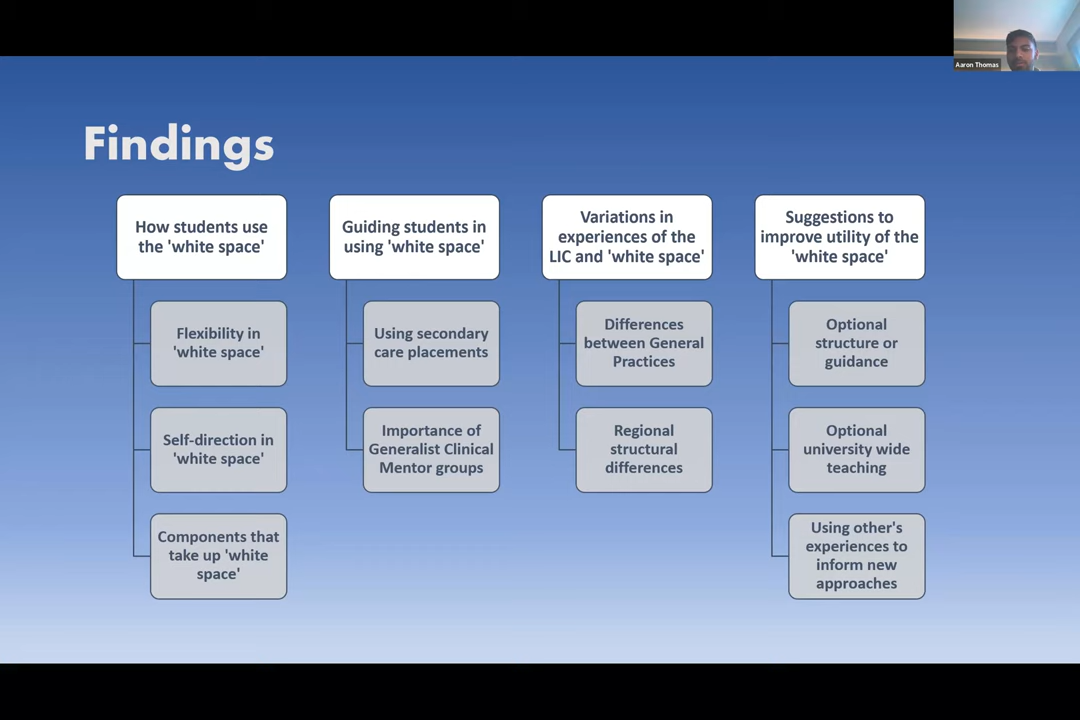 Aaron Thomas
Findings
How students use
the 'white space'
Flexibility in
'white space'
Self-direction in
'white space'
Components that
take up 'white
space'
Guiding students in
using 'white space'
Using secondary
care placements
Importance of
Generalist Clinical
Mentor groups
Variations in
experiences of the
LIC and 'white space'
Differences
between General
Practices
Regional
structural
differences
Suggestions to
improve utility of the
'white space'
Optional
structure or
guidance
Optional
university wide
teaching
Using other's
experiences to
inform new
approaches